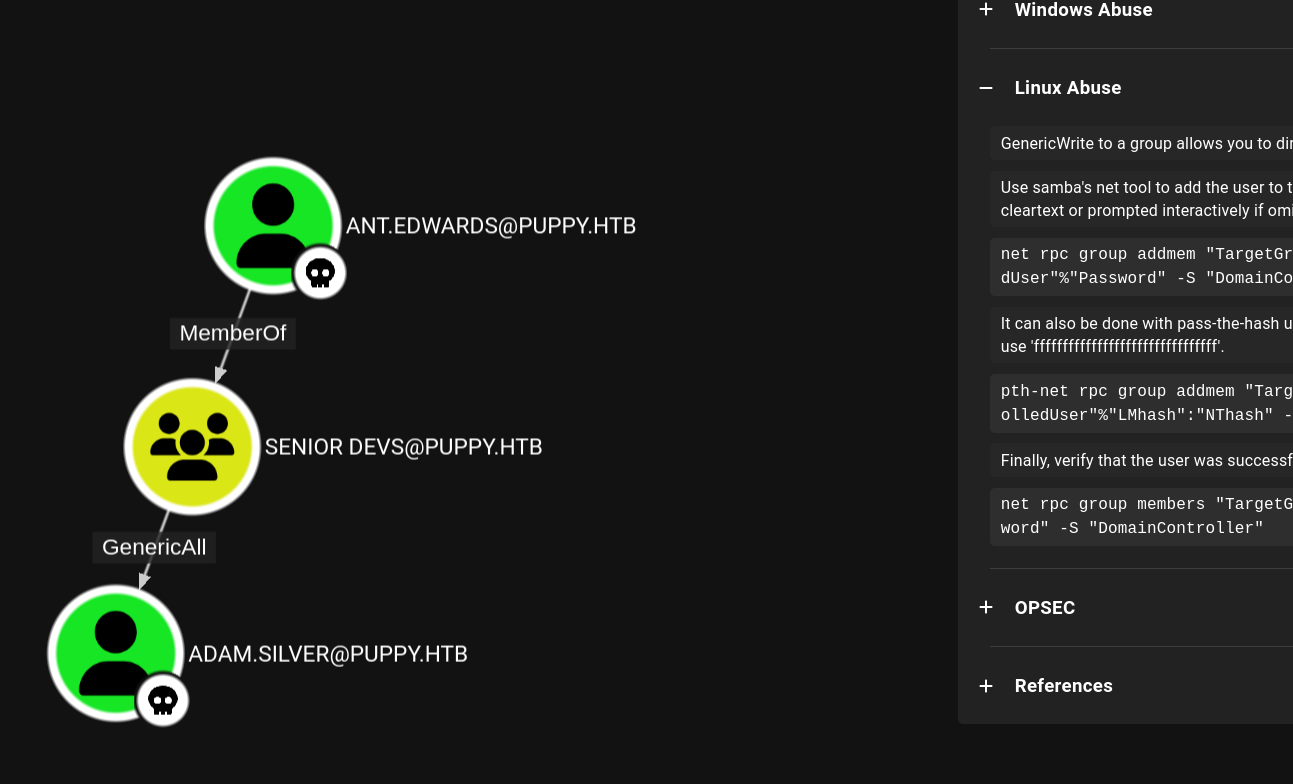 ANT.EDWARDS@PUPPY.HTB
MemberOf
SENIOR DEVS@PUPPY.HTB
GenericAll
ADAM.SILVER@PUPPY.HTB
+ Windows Abuse
− Linux Abuse
GenericWrite to a group allows you to dir
Use samba's net tool to add the user to t
cleartext or prompted interactively if omi
net rpc group addmem "TargetGr
dUser"%"Password" -S "DomainCo
It can also be done with pass-the-hash u
use 'ffffffffffffffffffffffffffffffff'.
pth-net rpc group addmem "Targ
olledUser"%"LMhash":"NThash" -
Finally, verify that the user was successf
net rpc group members "TargetG
word" -S "DomainController"
+ OPSEC
+ References